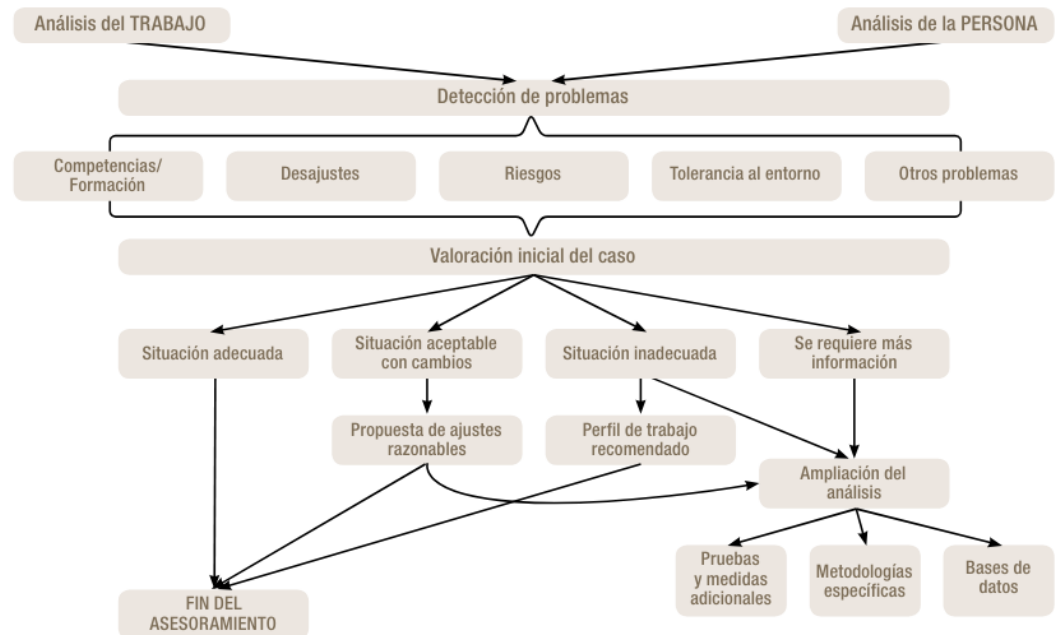 Análisis del TRABAJO
Análisis de la PERSONA
Detección de problemas
Competencias/
Formación
Desajustes
Riesgos
Tolerancia al entorno
Otros problemas
Valoración inicial del caso
Situación adecuada
Situación aceptable
con cambios
Situación inadecuada
Se requiere más
información
Propuesta de ajustes
razonables
Perfil de trabajo
recomendado
Ampliación del
análisis
Pruebas
y medidas
adicionales
Metodologías
específicas
Bases de
datos
FIN DEL
ASESORAMIENTO